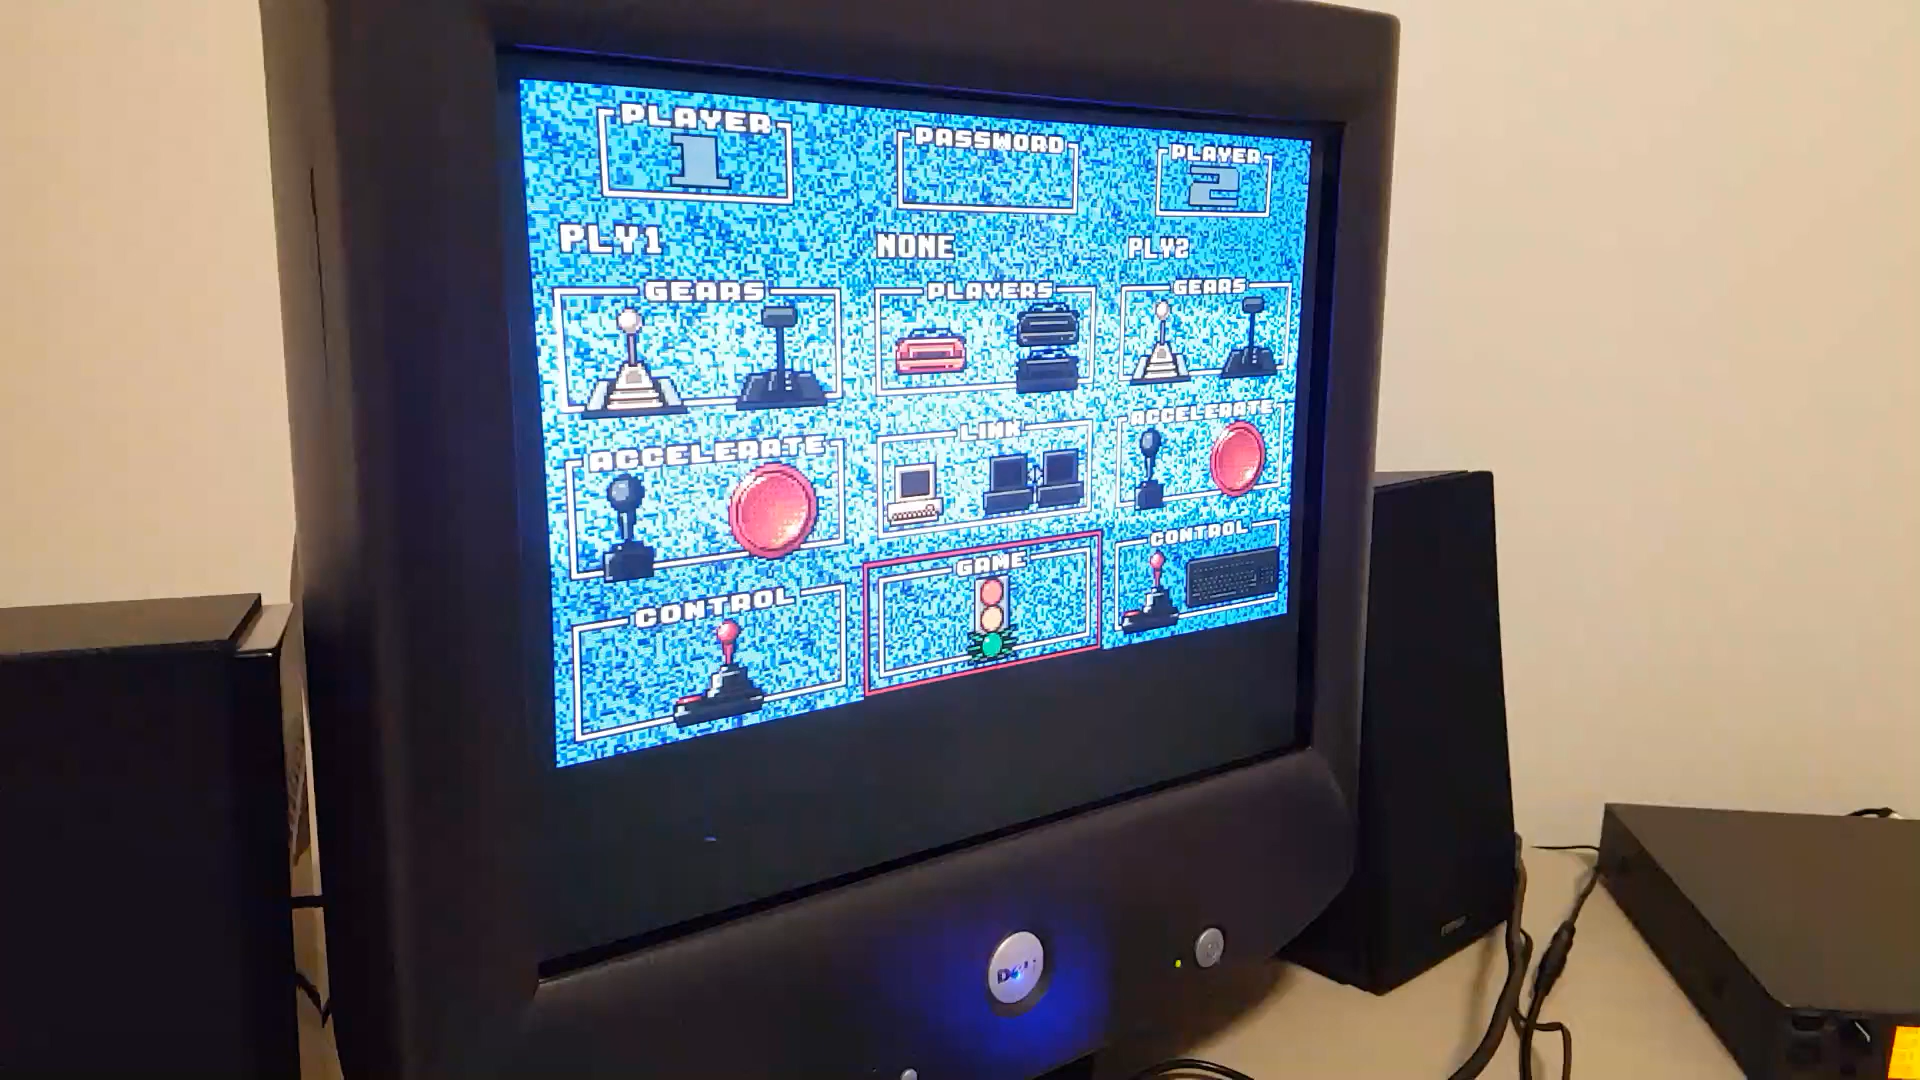 PLAYER
1
PASSWORD
PLAYER
2
PLY1
NONE
PLY2
GEARS
PLAYERS
GEARS
ACCELERATE
LINK
ACCELERATE
CONTROL
GAME
CONTROL
DELL